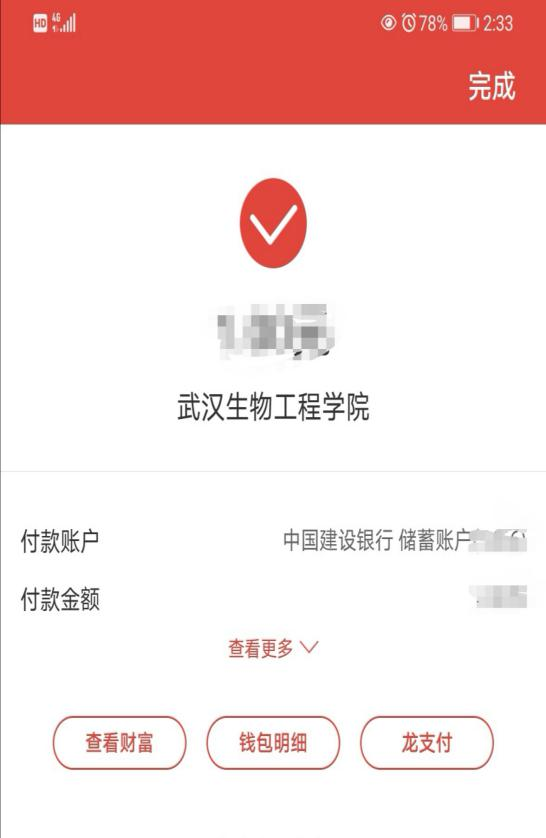 HD 4G 78% 2:33
完成
武汉生物工程学院
付款账户 中国建设银行 储蓄账户
付款金额
查看更多
查看财富 钱包明细 龙支付